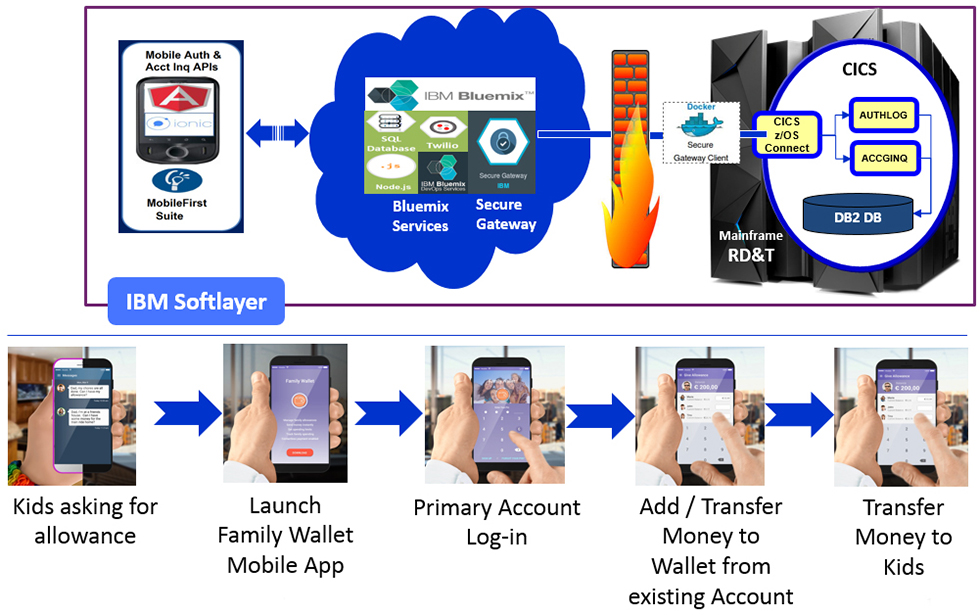 Mobile Auth &
Acct Inq APIs
ionic
MobileFirst
Suite
IBM Bluemix™
SQL
Database
Twilio
.js
Node.js
IBM Bluemix
DevOps Services
Secure Gateway
IBM
Bluemix
Services
Secure
Gateway
Docker
Secure
Gateway Client
Mainframe
RD&T
CICS
CICS
z/OS
Connect
AUTHLOG
ACCGINQ
DB2 DB
IBM Softlayer
Messages
Family Wallet
DOWNLOAD
€ 200,00
€ 200,00
Kids asking for
allowance
Launch
Family Wallet
Mobile App
Primary Account
Log-in
Add / Transfer
Money to
Wallet from
existing Account
Transfer
Money to
Kids